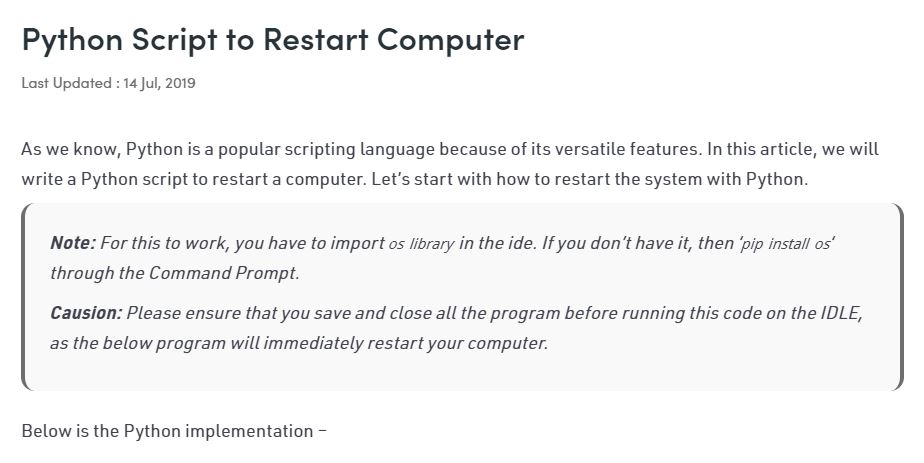 Python Script to Restart Computer
Last Updated : 14 Jul, 2019
As we know, Python is a popular scripting language because of its versatile features. In this article, we will
write a Python script to restart a computer. Let’s start with how to restart the system with Python.
Note: For this to work, you have to import os library in the ide. If you don’t have it, then ‘pip install os‘
through the Command Prompt.
Causion: Please ensure that you save and close all the program before running this code on the IDLE,
as the below program will immediately restart your computer.
Below is the Python implementation –